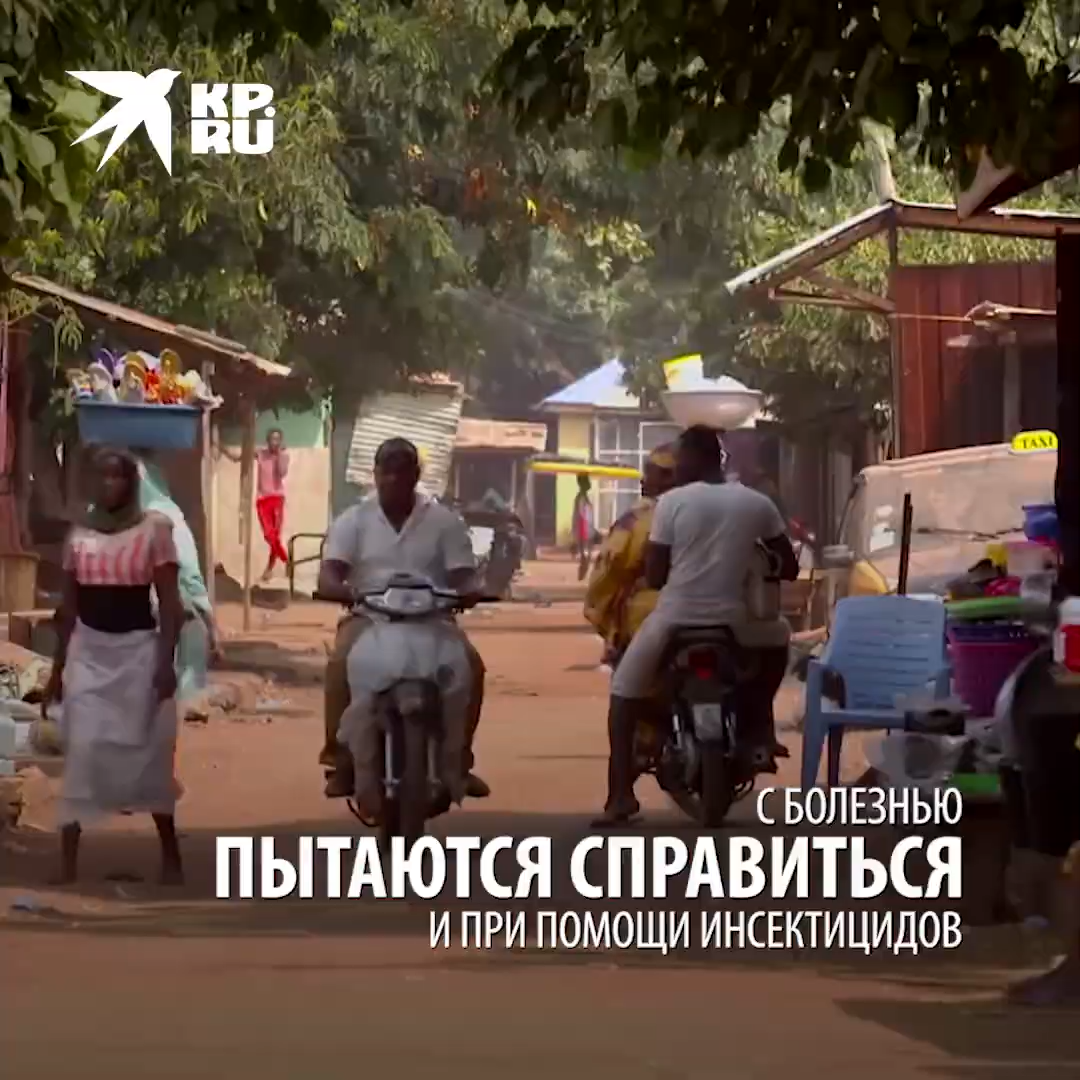 KP.
RU
TAXI
С БОЛЕЗНЬЮ
ПЫТАЮТСЯ СПРАВИТЬСЯ
И ПРИ ПОМОЩИ ИНСЕКТИЦИДОВ